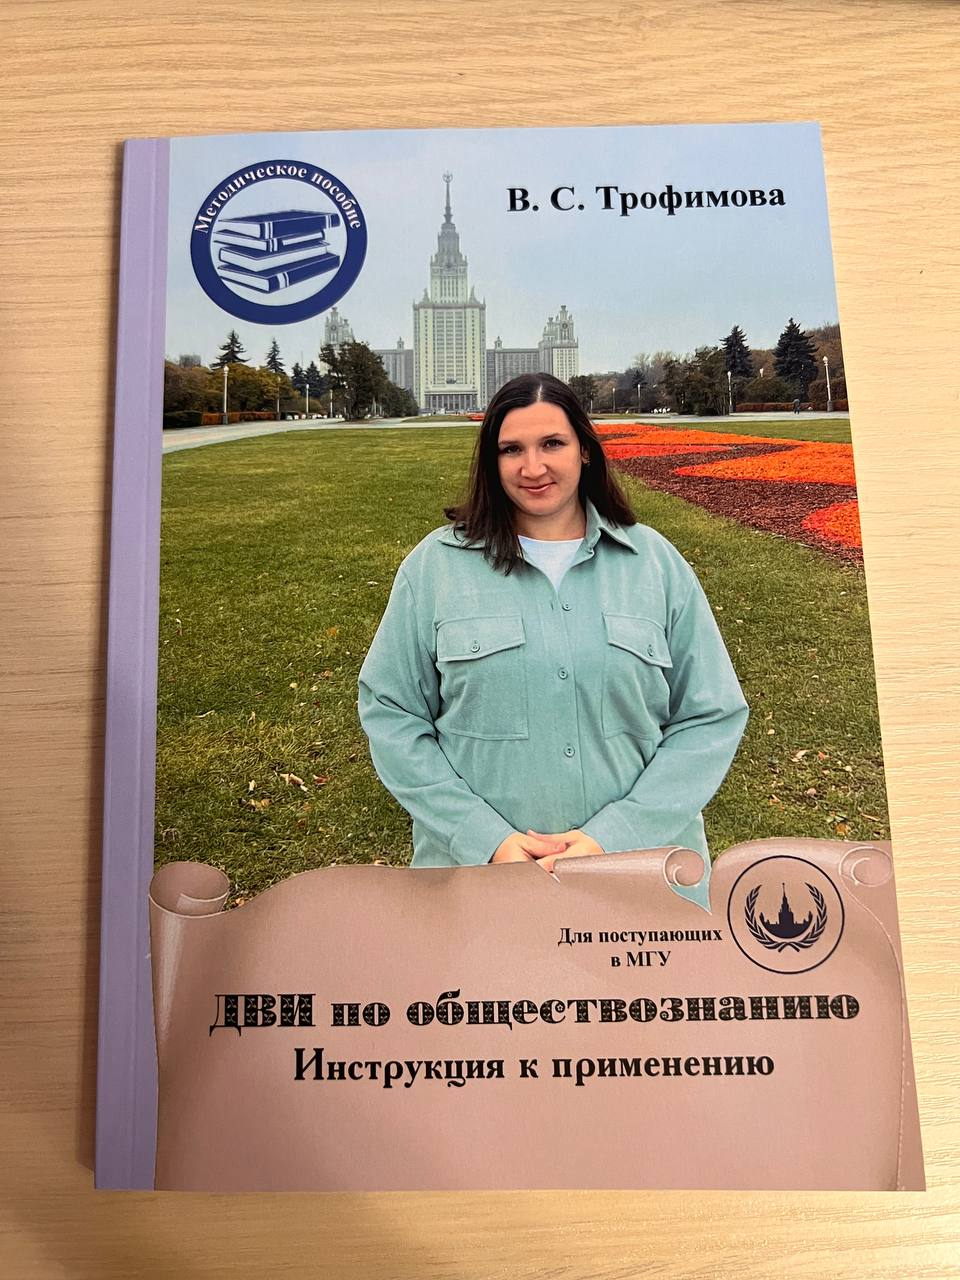 Методическое пособие
В. С. Трофимова
Для поступающих
в МГУ
ДВИ по обществознанию
Инструкция к применению